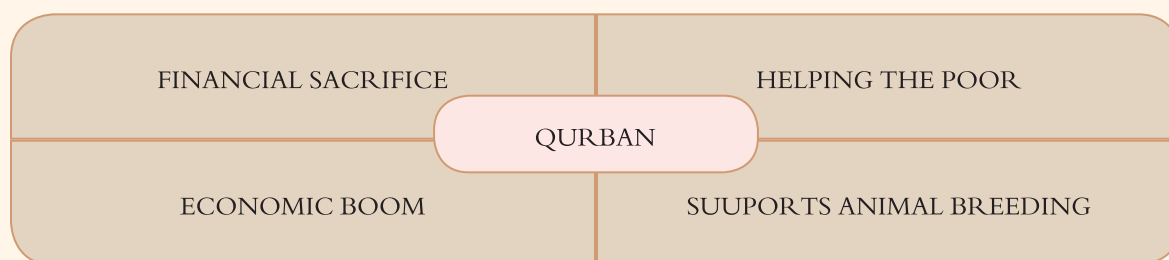 FINANCIAL SACRIFICE
HELPING THE POOR
QURBAN
ECONOMIC BOOM
SUUPORTS ANIMAL BREEDING